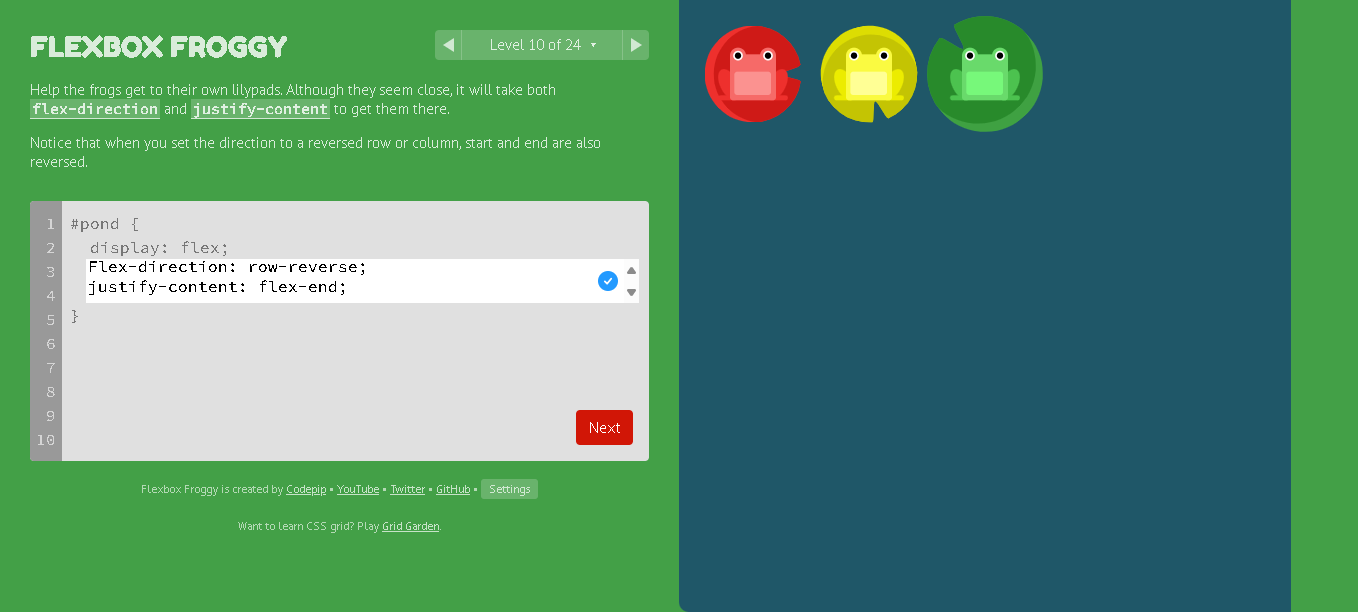 FLEXBOX FROGGY
Level 10 of 24 ▾
Help the frogs get to their own lilypads. Although they seem close, it will take both
flex-direction and justify-content to get them there.
Notice that when you set the direction to a reversed row or column, start and end are also
reversed.
1 #pond {
2 display: flex;
3 Flex-direction: row-reverse;
4 justify-content: flex-end;
5 }
6
7
8
9
10
Next
Flexbox Froggy is created by Codepip • YouTube • Twitter • GitHub • Settings
Want to learn CSS grid? Play Grid Garden.